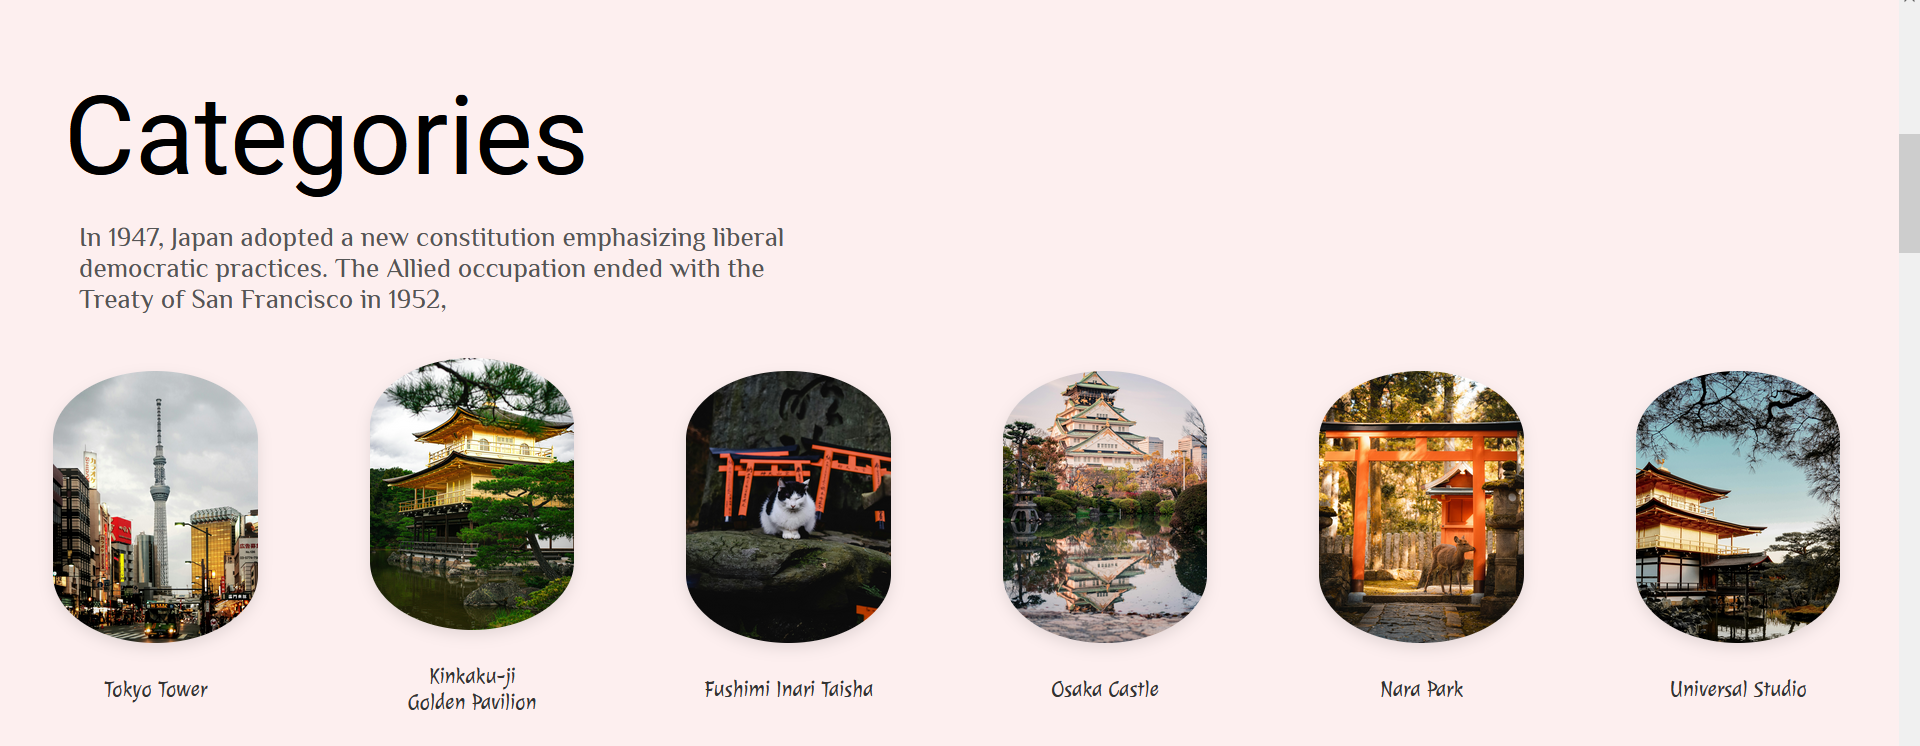 Categories
In 1947, Japan adopted a new constitution emphasizing liberal
democratic practices. The Allied occupation ended with the
Treaty of San Francisco in 1952,
Tokyo Tower
Kinkaku-ji
Golden Pavilion
Fushimi Inari Taisha
Osaka Castle
Nara Park
Universal Studio